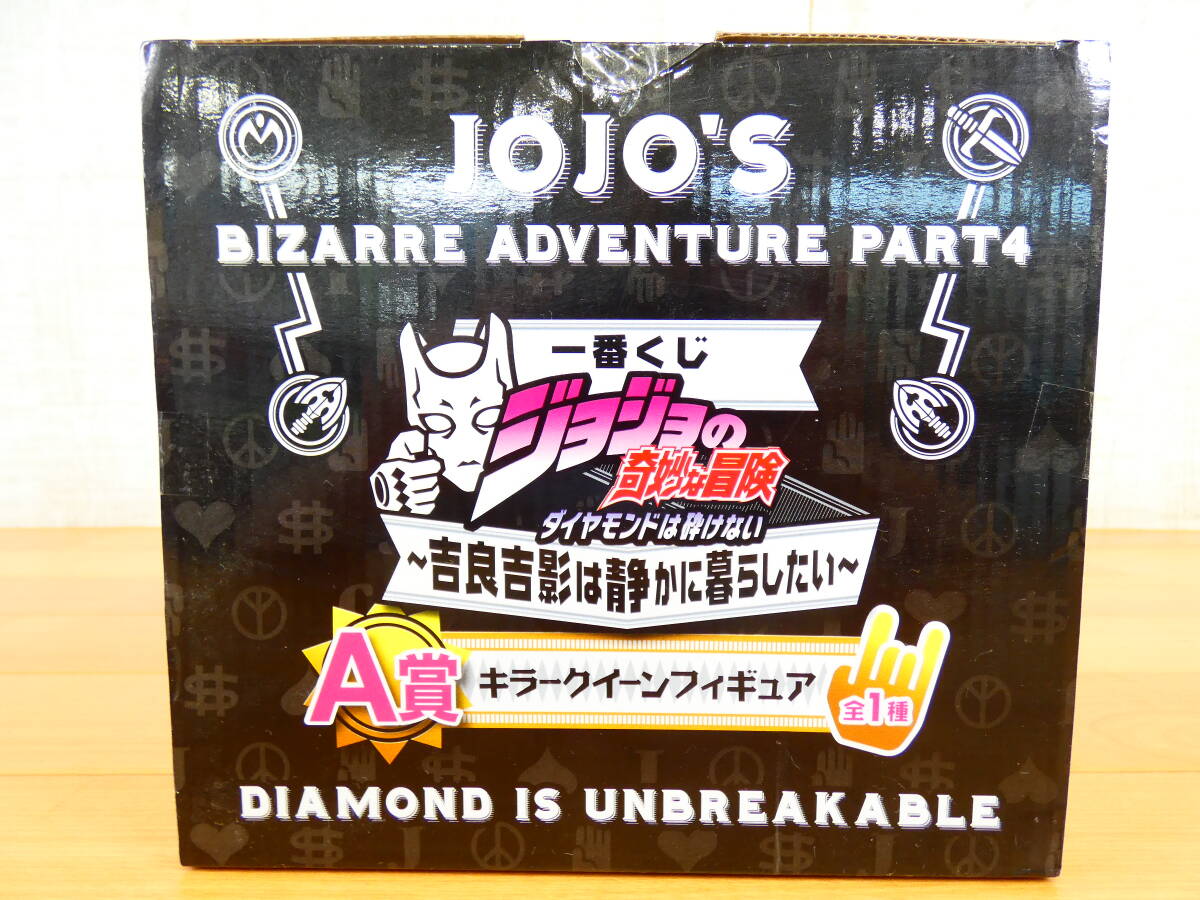 JOJO'S
BIZARRE ADVENTURE PART4
一番くじ
ジョジョの
奇妙な冒険
ダイヤモンドは砕けない
~吉良吉影は静かに暮らしたい~
A賞
キラークイーンフィギュア
全1種
DIAMOND IS UNBREAKABLE